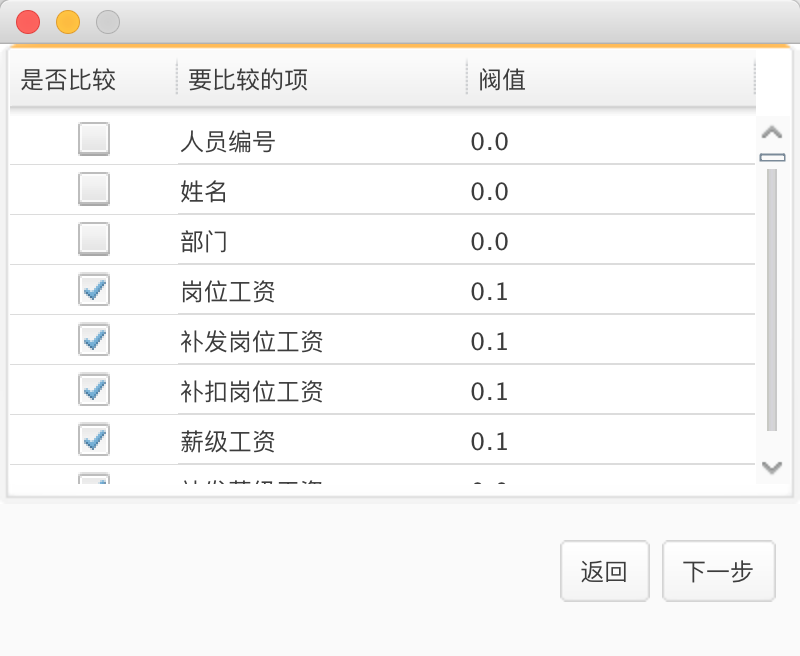 是否比较 要比较的项 阀值
人员编号 0.0
姓名 0.0
部门 0.0
岗位工资 0.1
补发岗位工资 0.1
补扣岗位工资 0.1
薪级工资 0.1
返回 下一步